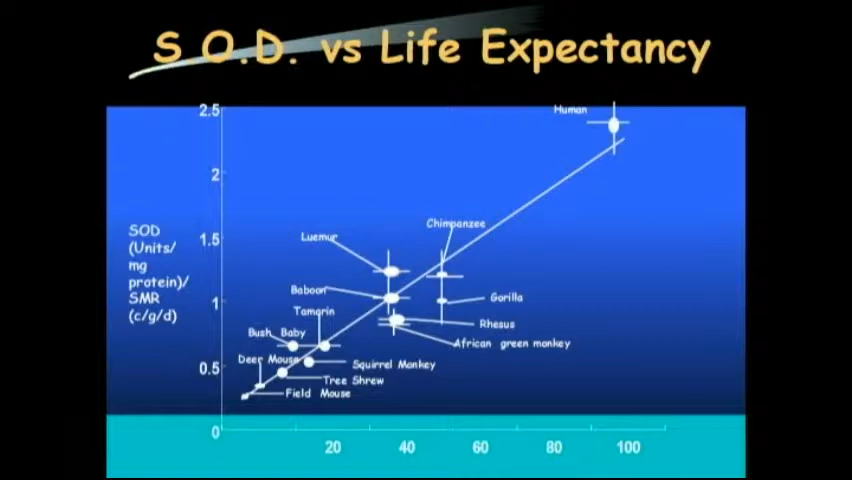 S.O.D. vs Life Expectancy
2.5
2
1.5
1
0.5
0
SOD
(Units/
mg
protein)/
SMR
(c/g/d)
Human
Chimpanzee
Luemur
Baboon
Gorilla
Tamarin
Rhesus
Bush Baby
African green monkey
Deer Mouse
Squirrel Monkey
Tree Shrew
Field Mouse
20 40 60 80 100